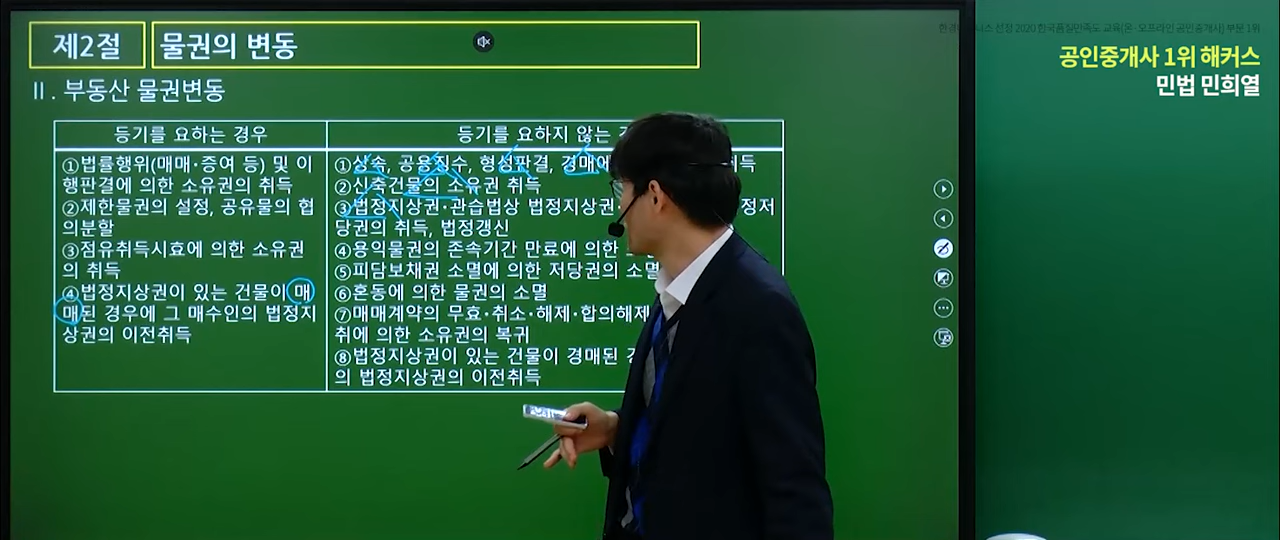 제2절 물권의 변동
공인중개사 1위 해커스
민법 민희열
Ⅱ. 부동산 물권변동
등기를 요하는 경우
①법률행위(매매·증여 등) 및 이
행판결에 의한 소유권의 취득
②제한물권의 설정, 공유물의 협
의분할
③점유취득시효에 의한 소유권
의 취득
④법정지상권이 있는 건물이 매
매된 경우에 그 매수인의 법정지
상권의 이전취득
등기를 요하지 않는
①상속, 공용징수, 형성판결, 경매에 취득
②신축건물의 소유권 취득
③법정지상권·관습법상 법정지상권· 정저
당권의 취득, 법정갱신
④용익물권의 존속기간 만료에 의한
⑤피담보채권 소멸에 의한 저당권의 소멸
⑥혼동에 의한 물권의 소멸
⑦매매계약의 무효·취소·해제·합의해제
취에 의한 소유권의 복귀
⑧법정지상권이 있는 건물이 경매된
의 법정지상권의 이전취득